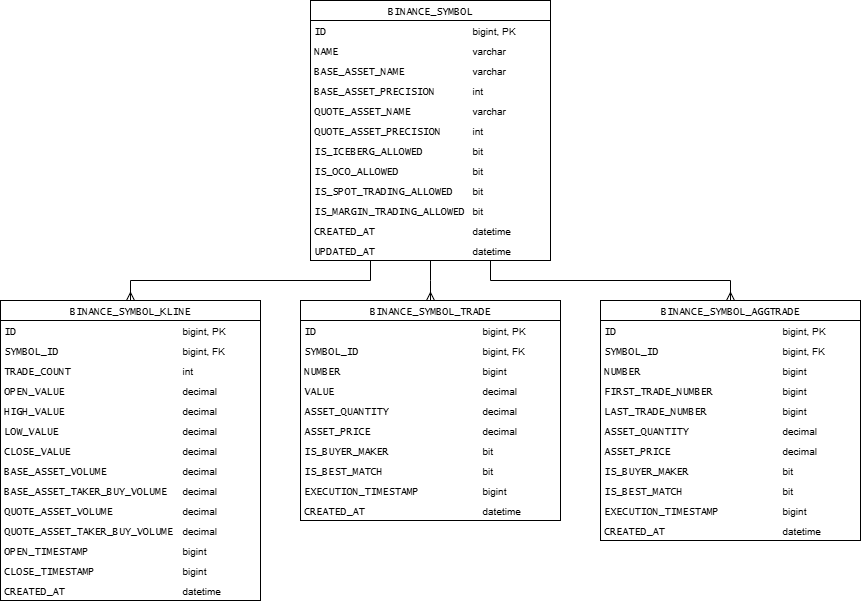 BINANCE_SYMBOL
ID bigint, PK
NAME varchar
BASE_ASSET_NAME varchar
BASE_ASSET_PRECISION int
QUOTE_ASSET_NAME varchar
QUOTE_ASSET_PRECISION int
IS_ICEBERG_ALLOWED bit
IS_OCO_ALLOWED bit
IS_SPOT_TRADING_ALLOWED bit
IS_MARGIN_TRADING_ALLOWED bit
CREATED_AT datetime
UPDATED_AT datetime
BINANCE_SYMBOL_KLINE
ID bigint, PK
SYMBOL_ID bigint, FK
TRADE_COUNT int
OPEN_VALUE decimal
HIGH_VALUE decimal
LOW_VALUE decimal
CLOSE_VALUE decimal
BASE_ASSET_VOLUME decimal
BASE_ASSET_TAKER_BUY_VOLUME decimal
QUOTE_ASSET_VOLUME decimal
QUOTE_ASSET_TAKER_BUY_VOLUME decimal
OPEN_TIMESTAMP bigint
CLOSE_TIMESTAMP bigint
CREATED_AT datetime
BINANCE_SYMBOL_TRADE
ID bigint, PK
SYMBOL_ID bigint, FK
NUMBER bigint
VALUE decimal
ASSET_QUANTITY decimal
ASSET_PRICE decimal
IS_BUYER_MAKER bit
IS_BEST_MATCH bit
EXECUTION_TIMESTAMP bigint
CREATED_AT datetime
BINANCE_SYMBOL_AGGTRADE
ID bigint, PK
SYMBOL_ID bigint, FK
NUMBER bigint
FIRST_TRADE_NUMBER bigint
LAST_TRADE_NUMBER bigint
ASSET_QUANTITY decimal
ASSET_PRICE decimal
IS_BUYER_MAKER bit
IS_BEST_MATCH bit
EXECUTION_TIMESTAMP bigint
CREATED_AT datetime